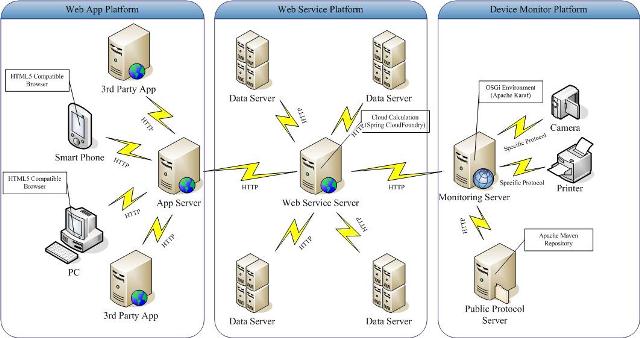 Web App Platform
HTML5 Compatible
Browser
3rd Party App
HTTP
Smart Phone
HTTP
App Server
HTML5 Compatible
Browser
HTTP
PC
HTTP
3rd Party App
HTTP
Web Service Platform
Data Server
Data Server
HTTP
HTTP
Cloud Calculation
(Spring CloudFoundry)
Web Service Server
HTTP
HTTP
Data Server
Data Server
HTTP
Device Monitor Platform
OSGi Environment
(Apache Karat)
Camera
Specific Protocol
Specific Protocol
Printer
Monitoring Server
HTTP
Apache Maven
Repository
Public Protocol
Server